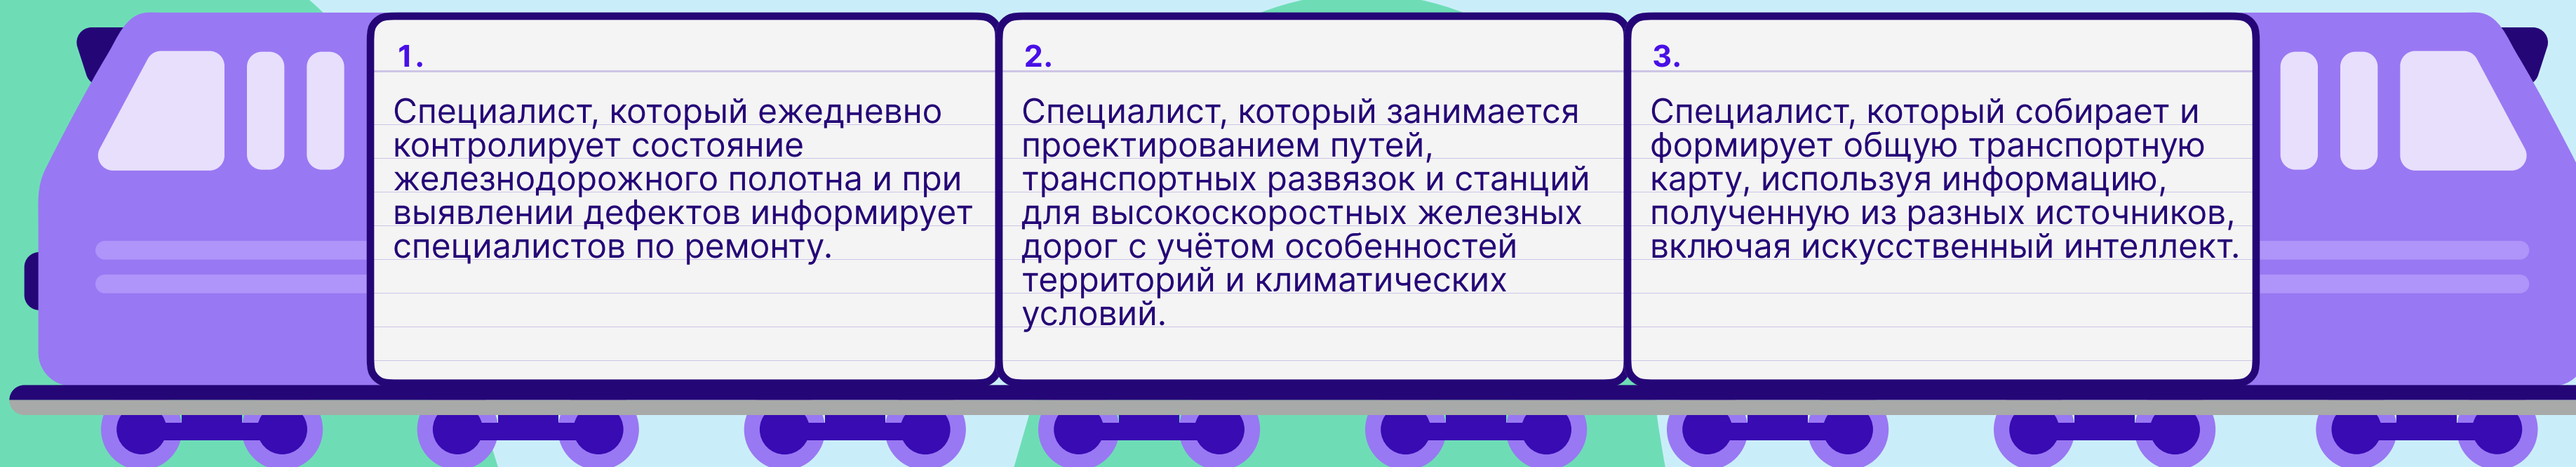 1.
Специалист, который ежедневно
контролирует состояние
железнодорожного полотна и при
выявлении дефектов информирует
специалистов по ремонту.
2.
Специалист, который занимается
проектированием путей,
транспортных развязок и станций
для высокоскоростных железных
дорог с учётом особенностей
территорий и климатических
условий.
3.
Специалист, который собирает и
формирует общую транспортную
карту, используя информацию,
полученную из разных источников,
включая искусственный интеллект.